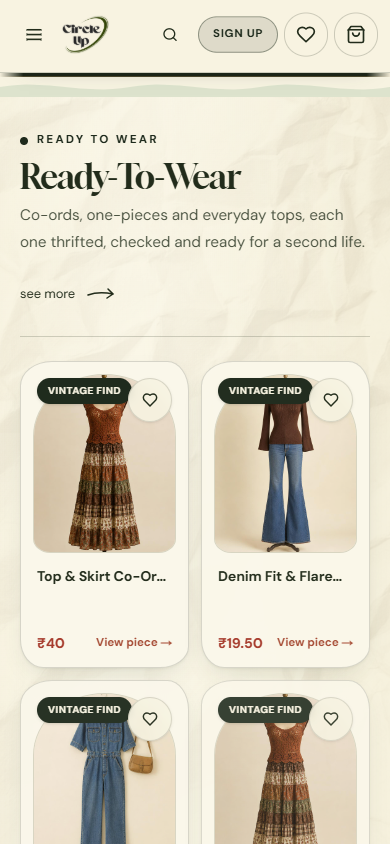 Circle
Up
SIGN UP
READY TO WEAR
Ready-To-Wear
Co-ords, one-pieces and everyday tops, each
one thrifted, checked and ready for a second life.
see more
VINTAGE FIND
VINTAGE FIND
Top & Skirt Co-Or...
Denim Fit & Flare...
₹40
View piece →
₹19.50
View piece →
VINTAGE FIND
VINTAGE FIND